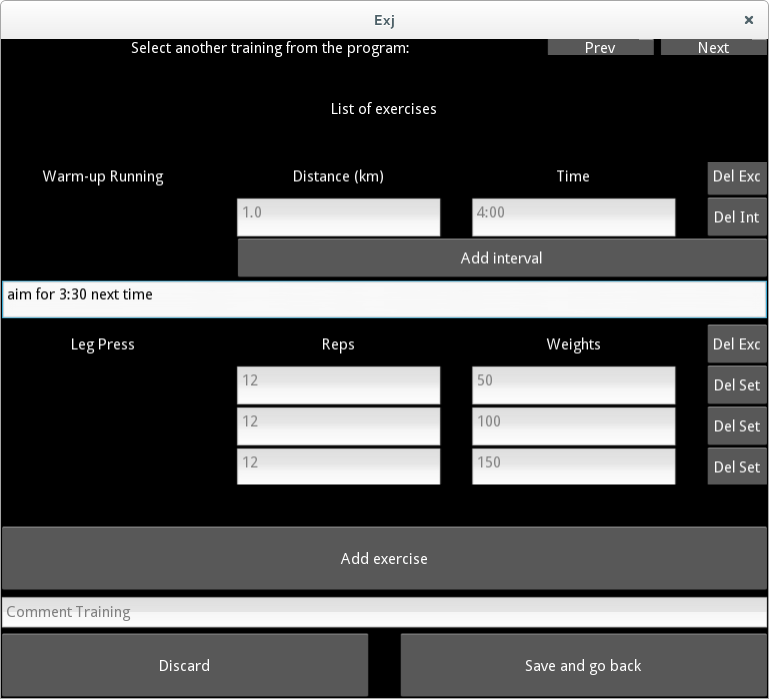 Exj
Select another training from the program: Prev Next
List of exercises
Warm-up Running Distance (km) Time Del Exc
1.0 4:00 Del Int
Add interval
aim for 3:30 next time
Leg Press Reps Weights Del Exc
12 50 Del Set
12 100 Del Set
12 150 Del Set
Add exercise
Comment Training
Discard Save and go back